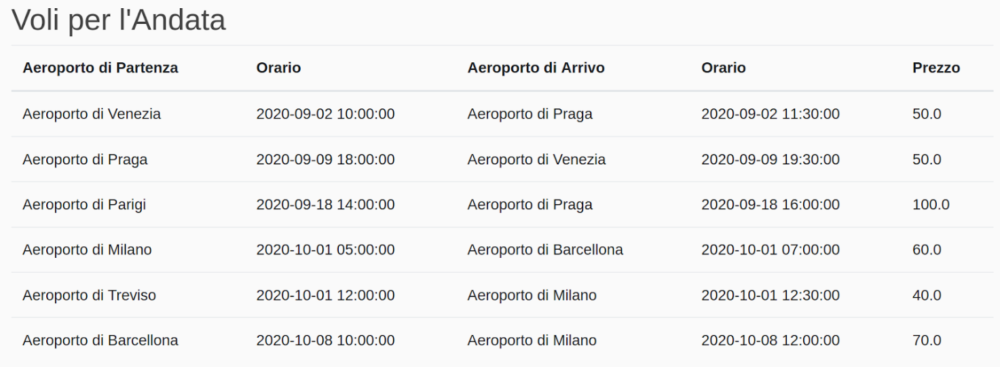 Voli per l'Andata
Aeroporto di Partenza Orario Aeroporto di Arrivo Orario Prezzo
Aeroporto di Venezia 2020-09-02 10:00:00 Aeroporto di Praga 2020-09-02 11:30:00 50.0
Aeroporto di Praga 2020-09-09 18:00:00 Aeroporto di Venezia 2020-09-09 19:30:00 50.0
Aeroporto di Parigi 2020-09-18 14:00:00 Aeroporto di Praga 2020-09-18 16:00:00 100.0
Aeroporto di Milano 2020-10-01 05:00:00 Aeroporto di Barcellona 2020-10-01 07:00:00 60.0
Aeroporto di Treviso 2020-10-01 12:00:00 Aeroporto di Milano 2020-10-01 12:30:00 40.0
Aeroporto di Barcellona 2020-10-08 10:00:00 Aeroporto di Milano 2020-10-08 12:00:00 70.0